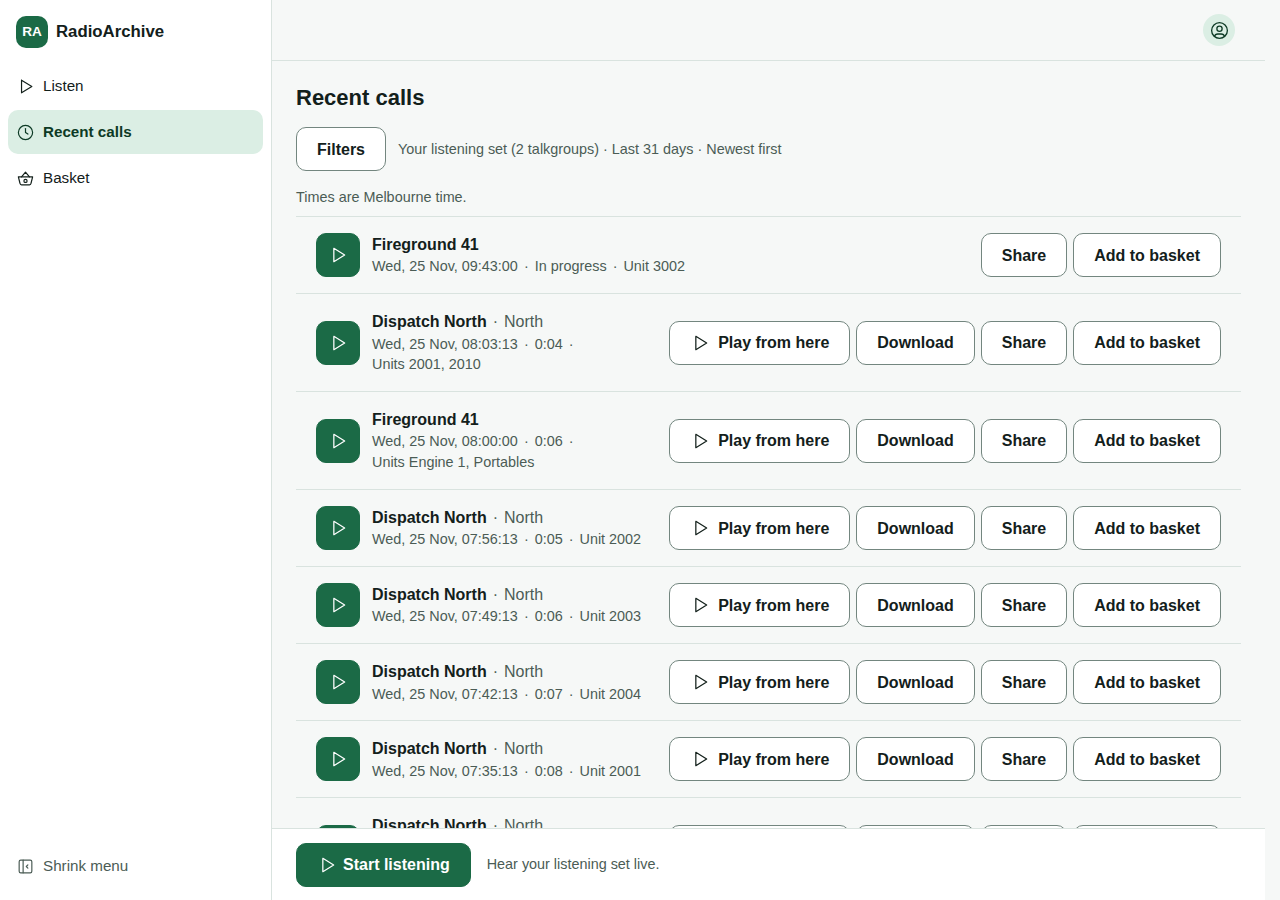 RA RadioArchive
Listen
Recent calls
Basket
Shrink menu
Recent calls
Filters Your listening set (2 talkgroups) · Last 31 days · Newest first
Times are Melbourne time.
Fireground 41
Wed, 25 Nov, 09:43:00 · In progress · Unit 3002
Share Add to basket
Dispatch North · North
Wed, 25 Nov, 08:03:13 · 0:04 ·
Units 2001, 2010
Play from here Download Share Add to basket
Fireground 41
Wed, 25 Nov, 08:00:00 · 0:06 ·
Units Engine 1, Portables
Play from here Download Share Add to basket
Dispatch North · North
Wed, 25 Nov, 07:56:13 · 0:05 · Unit 2002
Play from here Download Share Add to basket
Dispatch North · North
Wed, 25 Nov, 07:49:13 · 0:06 · Unit 2003
Play from here Download Share Add to basket
Dispatch North · North
Wed, 25 Nov, 07:42:13 · 0:07 · Unit 2004
Play from here Download Share Add to basket
Dispatch North · North
Wed, 25 Nov, 07:35:13 · 0:08 · Unit 2001
Play from here Download Share Add to basket
Dispatch North · North
Start listening Hear your listening set live.